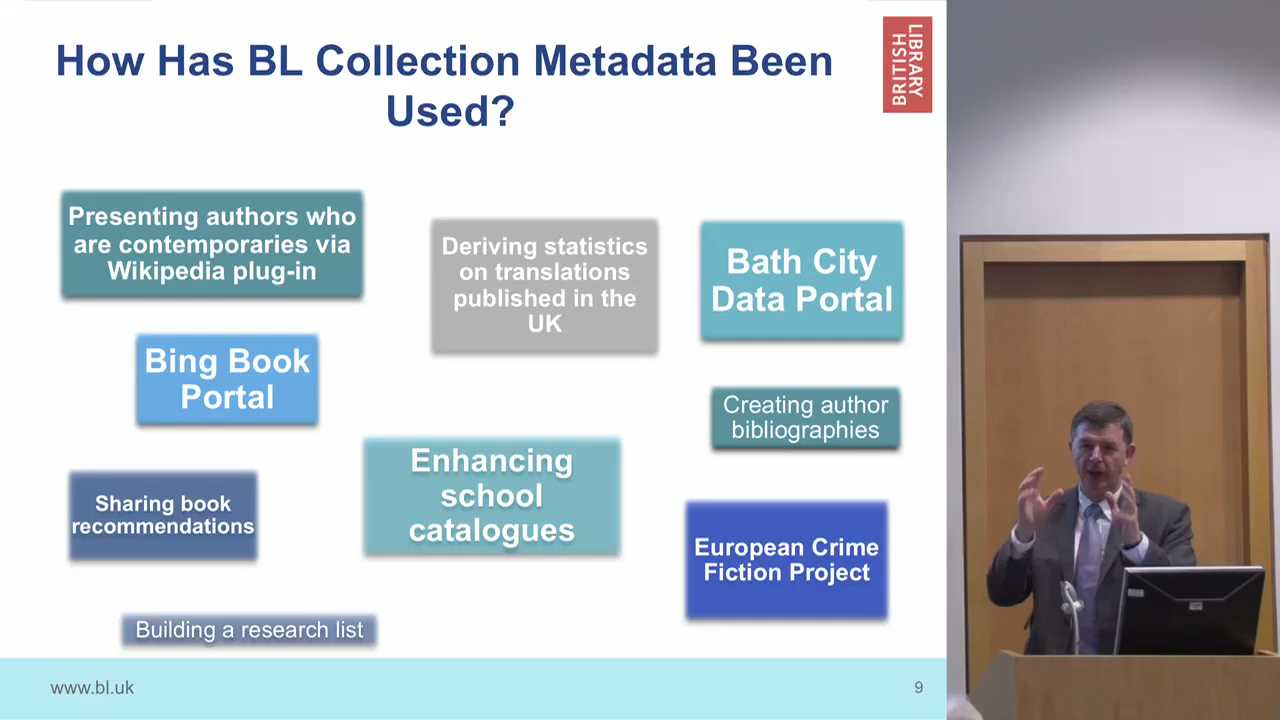 How Has BL Collection Metadata Been
Used?
BRITISH
LIBRARY
Presenting authors who
are contemporaries via
Wikipedia plug-in
Deriving statistics
on translations
published in the
UK
Bath City
Data Portal
Bing Book
Portal
Creating author
bibliographies
Enhancing
school
catalogues
Sharing book
recommendations
European Crime
Fiction Project
Building a research list
www.bl.uk
9